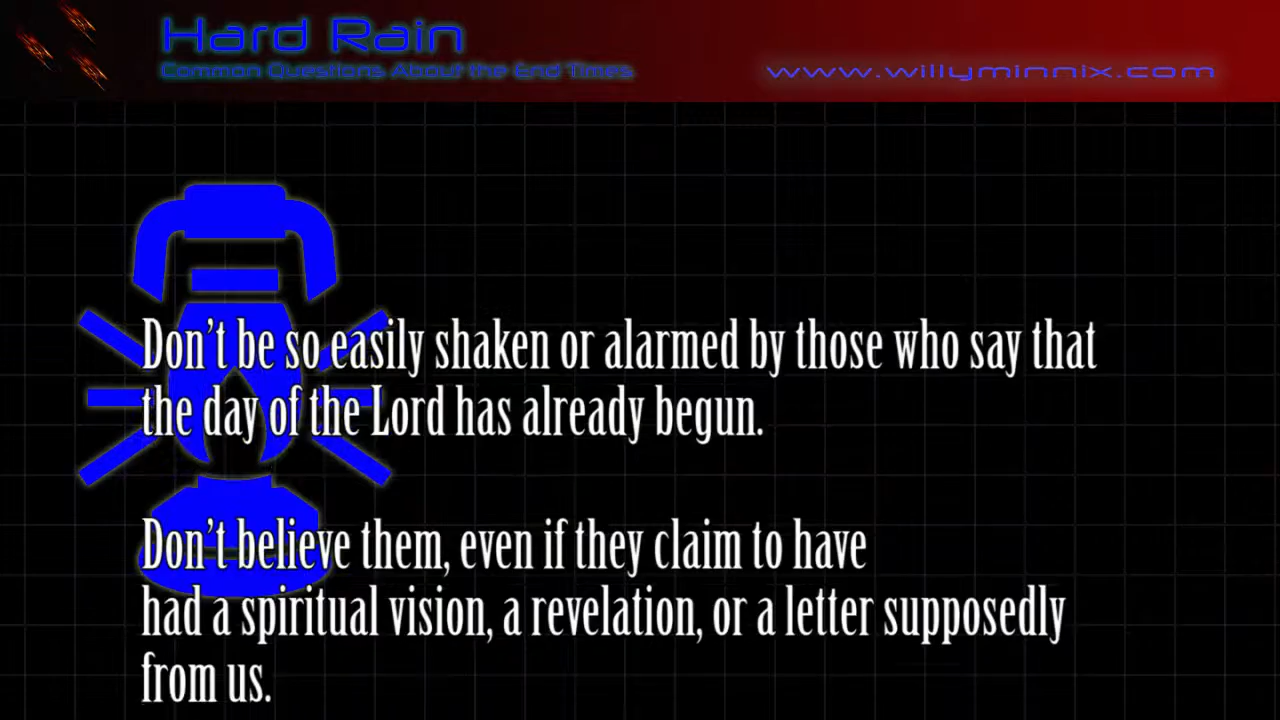 Hard Rain
Common Questions About the End Times
www.willyminnix.com
Don’t be so easily shaken or alarmed by those who say that
the day of the Lord has already begun.
Don’t believe them, even if they claim to have
had a spiritual vision, a revelation, or a letter supposedly
from us.